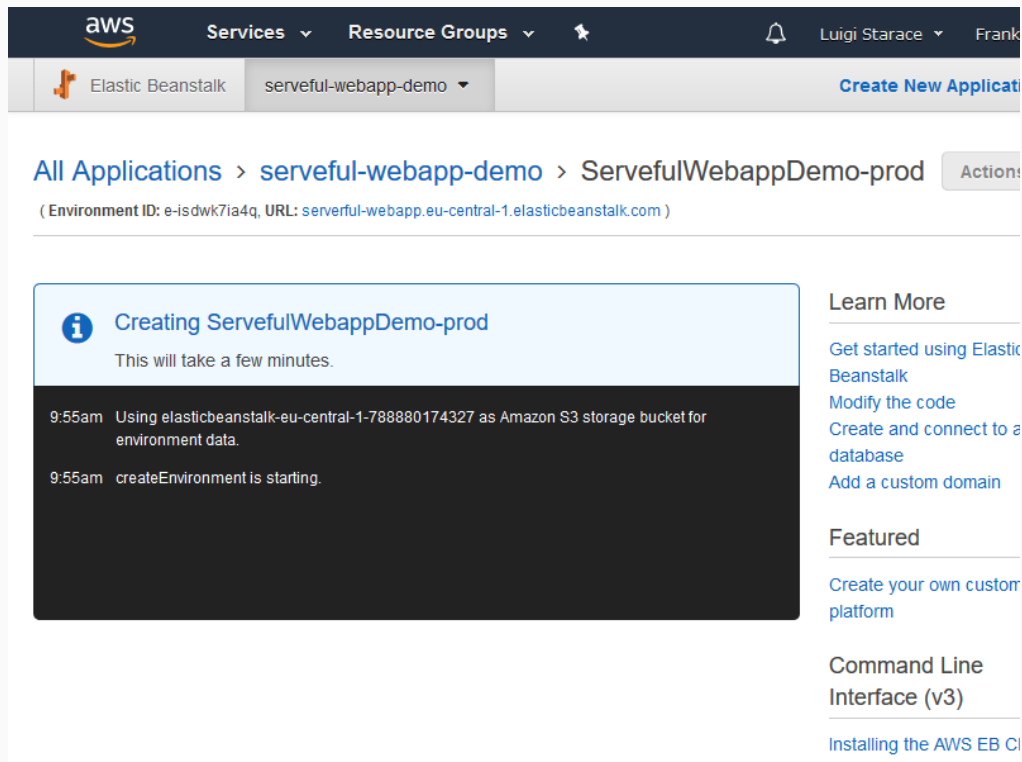 aws Services Resource Groups Luigi Starace Frank
Elastic Beanstalk serveful-webapp-demo Create New Applicati
All Applications > serveful-webapp-demo > ServefulWebappDemo-prod Actions
( Environment ID: e-isdwk7ia4q, URL: serverful-webapp.eu-central-1.elasticbeanstalk.com )
Creating ServefulWebappDemo-prod
This will take a few minutes.
9:55am Using elasticbeanstalk-eu-central-1-788880174327 as Amazon S3 storage bucket for
environment data.
9:55am createEnvironment is starting.
Learn More
Get started using Elastic
Beanstalk
Modify the code
Create and connect to a
database
Add a custom domain
Featured
Create your own custom
platform
Command Line
Interface (v3)
Installing the AWS EB CL